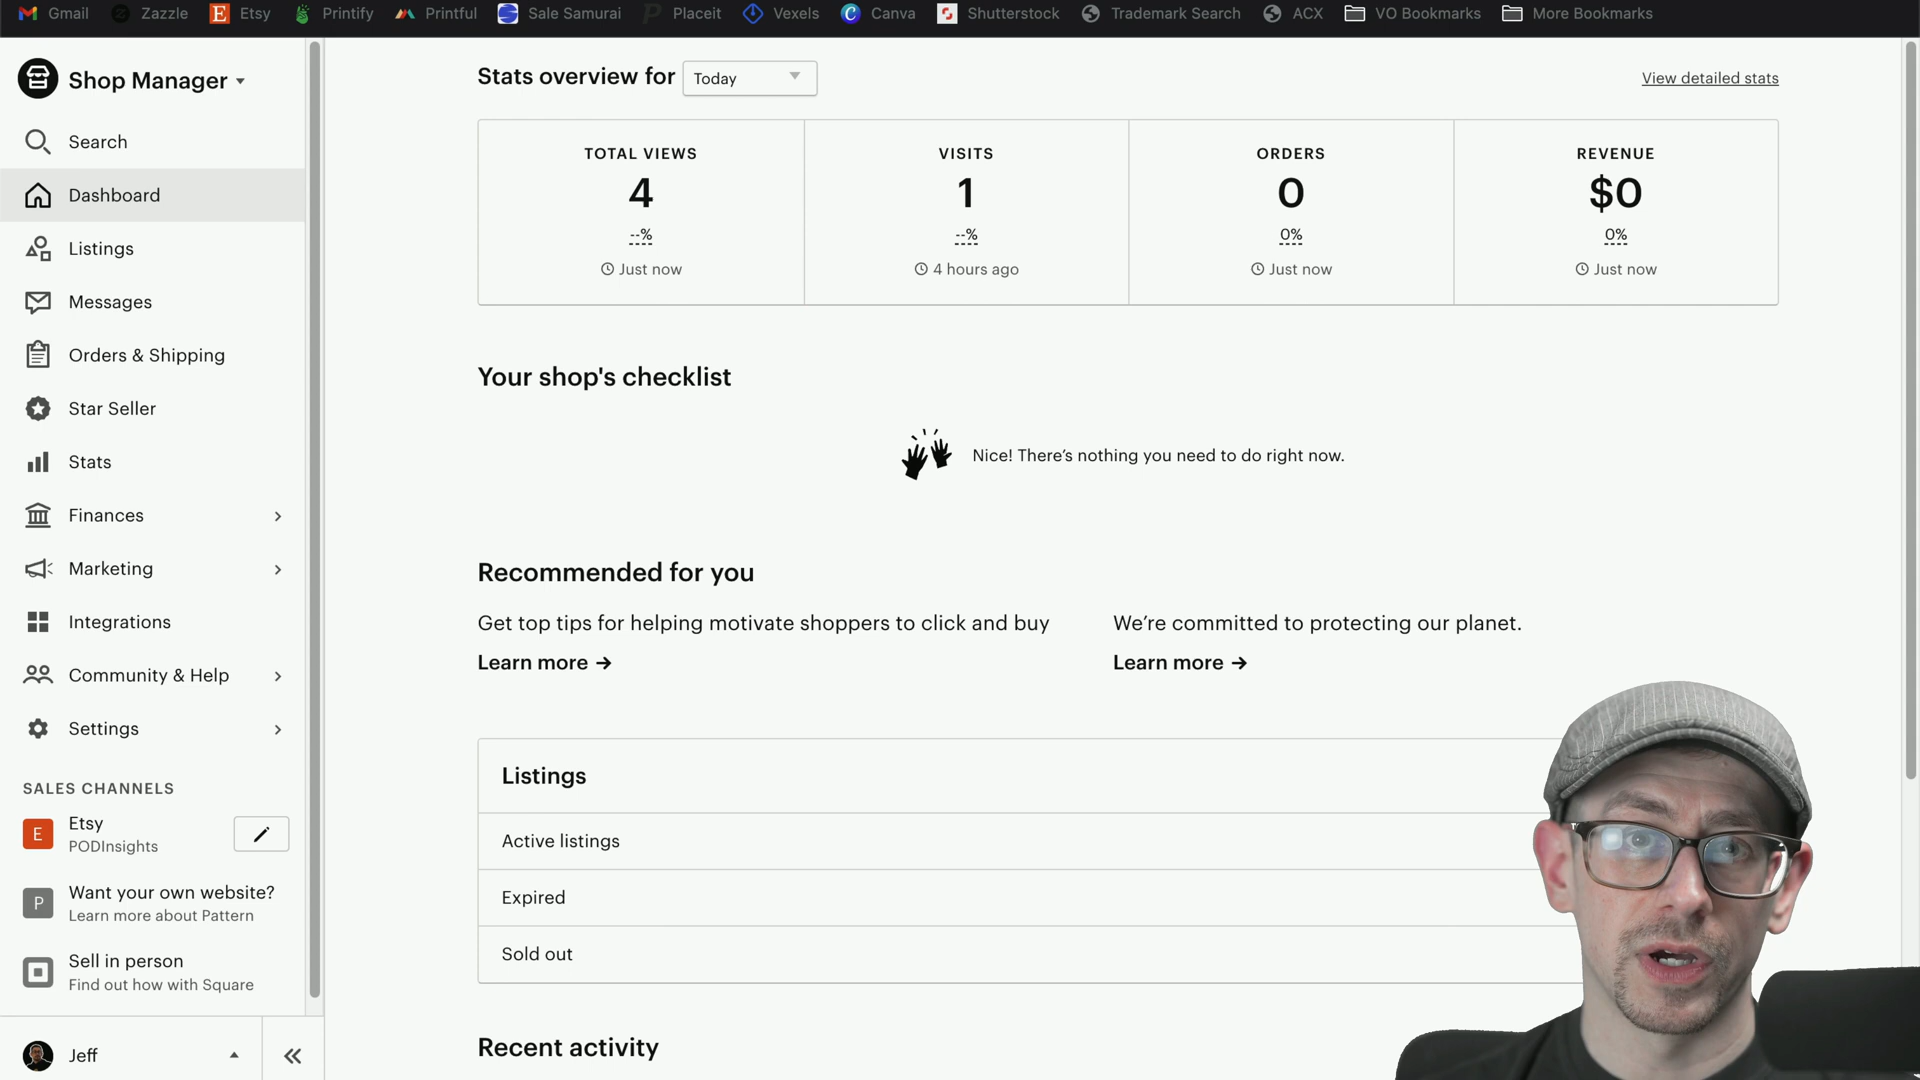 Gmail Zazzle Etsy Printify Printful Sale Samurai Placeit Vexels Canva Shutterstock Trademark Search ACX VO Bookmarks More Bookmarks
Shop Manager
Search
Dashboard
Listings
Messages
Orders & Shipping
Star Seller
Stats
Finances
Marketing
Integrations
Community & Help
Settings
SALES CHANNELS
E
Etsy
PODInsights
P
Want your own website?
Learn more about Pattern
Sell in person
Find out how with Square
Jeff
Stats overview for Today
View detailed stats
TOTAL VIEWS
4
--%
Just now
VISITS
1
--%
4 hours ago
ORDERS
0
0%
Just now
REVENUE
$0
0%
Just now
Your shop's checklist
Nice! There’s nothing you need to do right now.
Recommended for you
Get top tips for helping motivate shoppers to click and buy
Learn more →
We’re committed to protecting our planet.
Learn more →
Listings
Active listings
Expired
Sold out
Recent activity